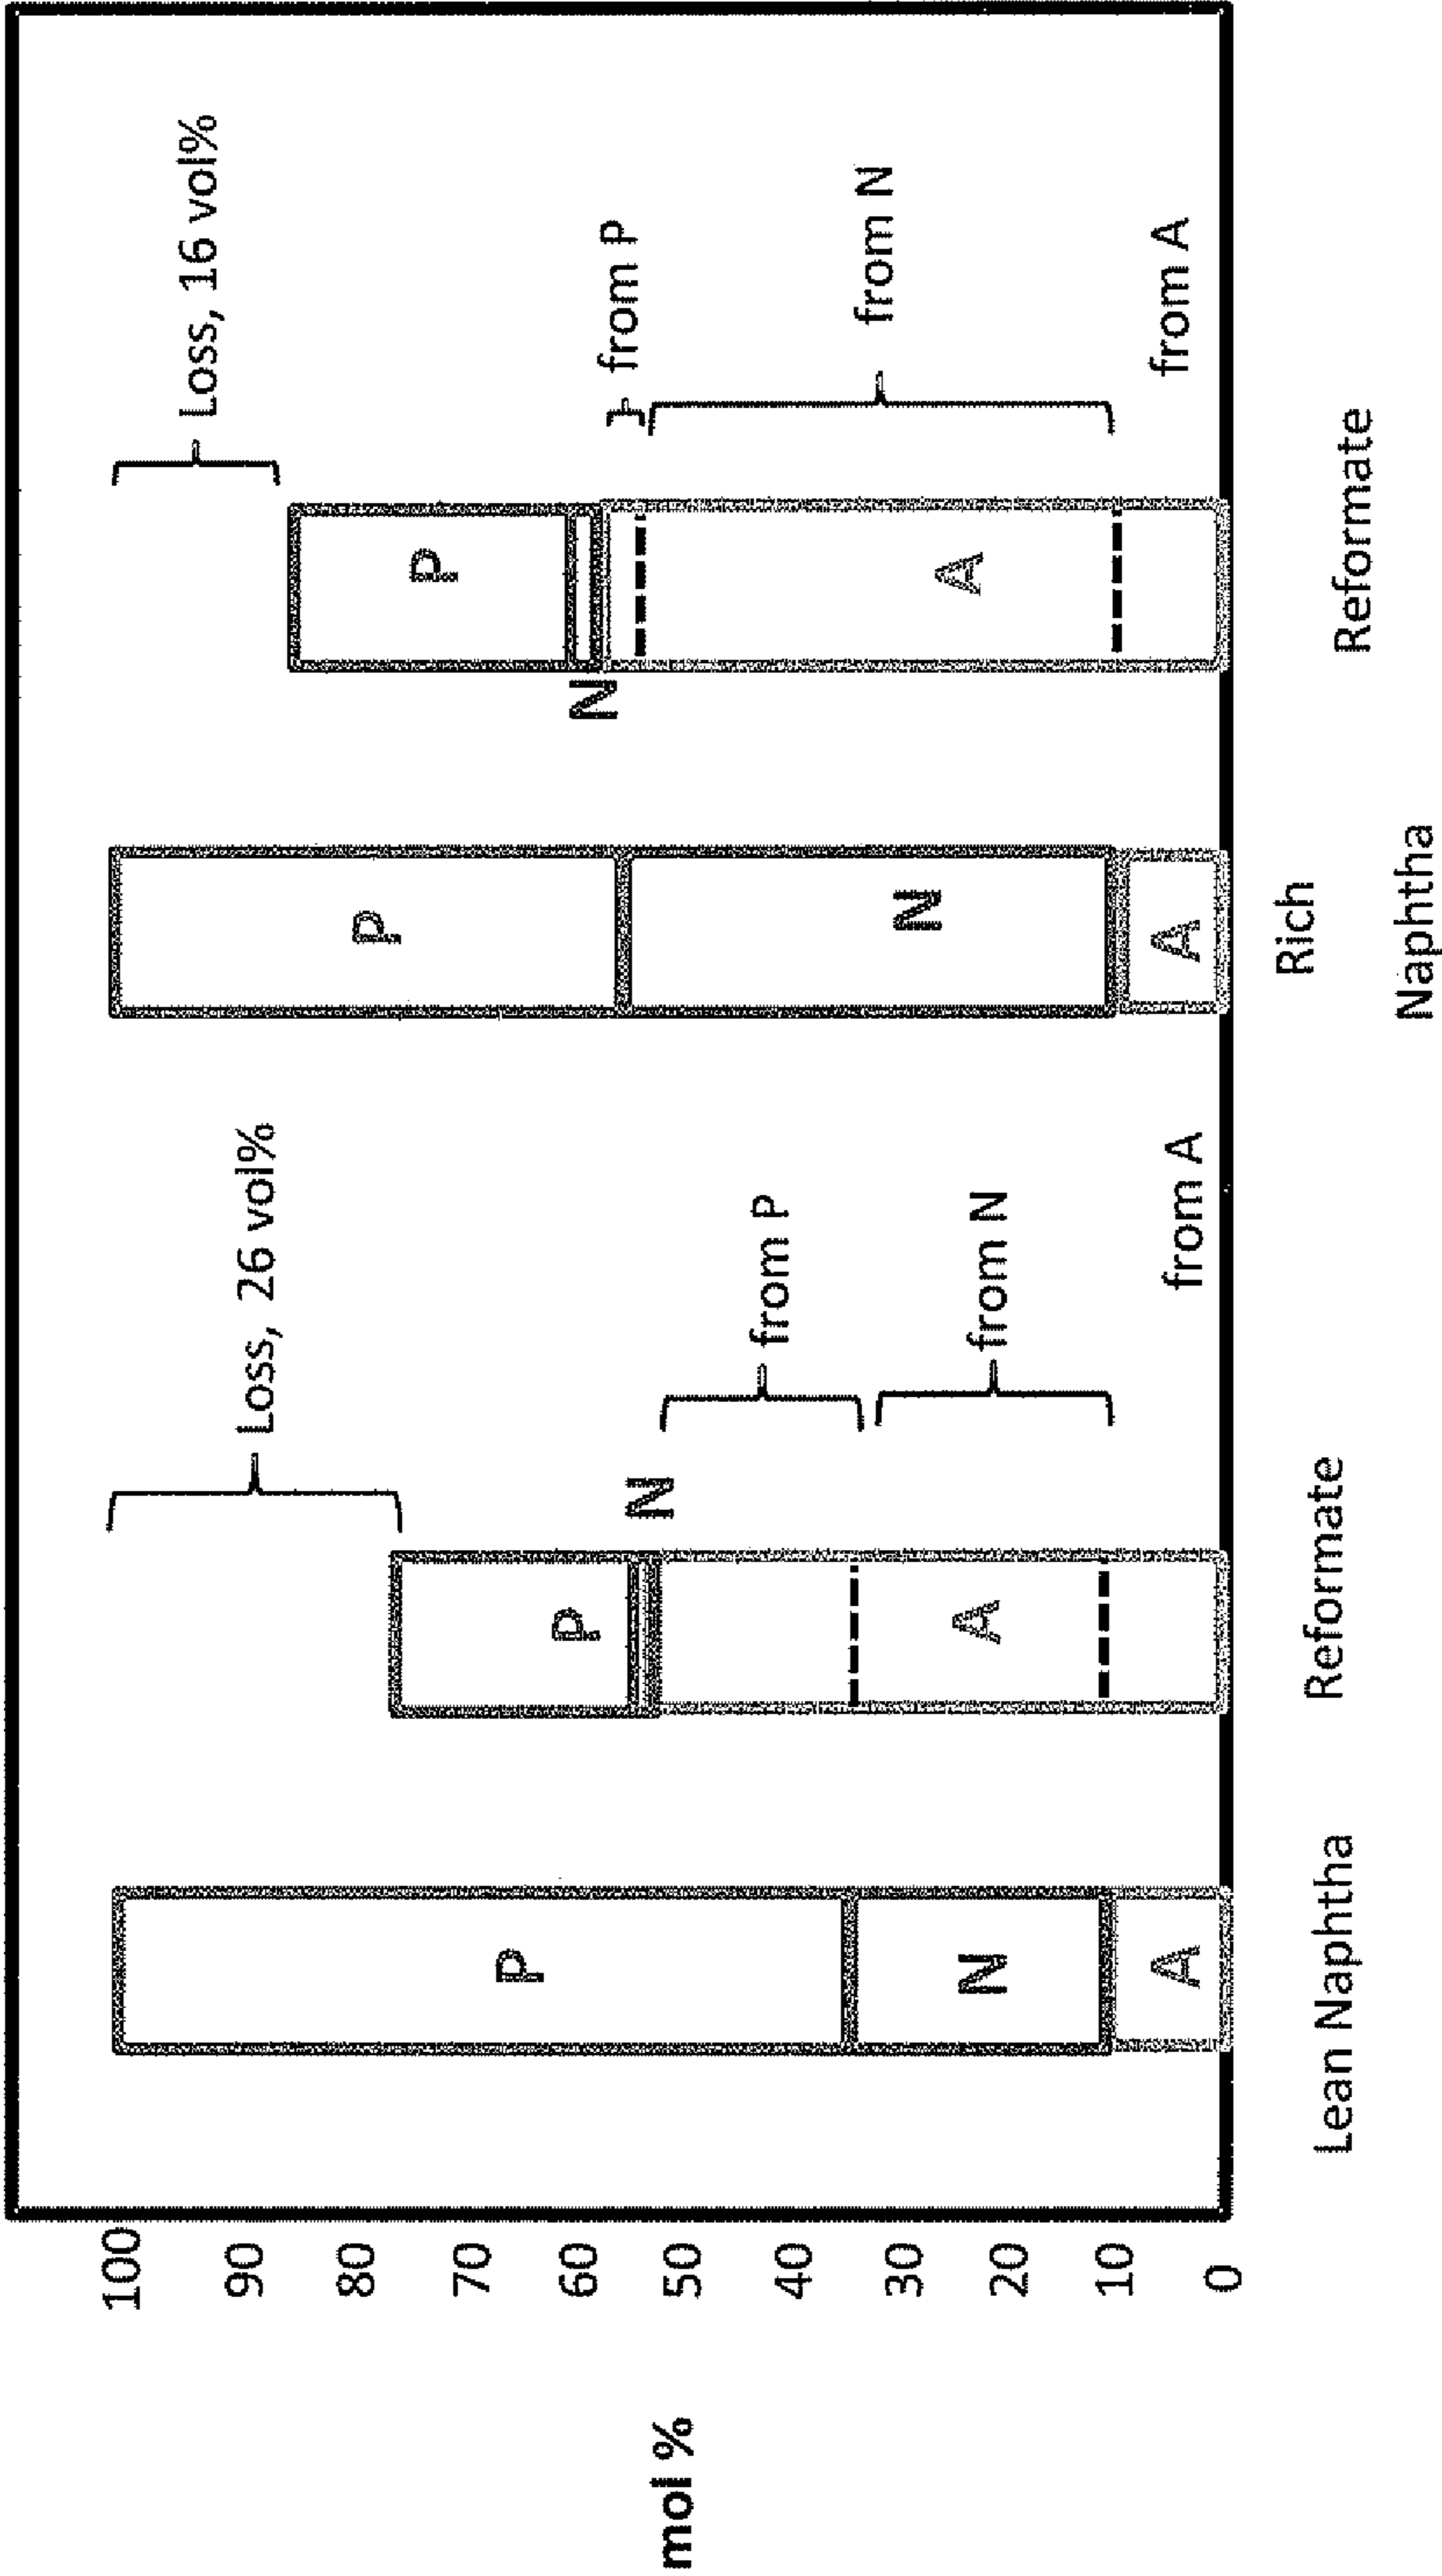 mol %
100
90
80
70
60
50
40
30
20
10
0
P
N
A
Lean Naphtha
Loss, 26 vol%
P
N
A
from P
from N
from A
Reformate
P
N
A
Rich
Naphtha
Loss, 16 vol%
P
N
A
from P
from N
from A
Reformate